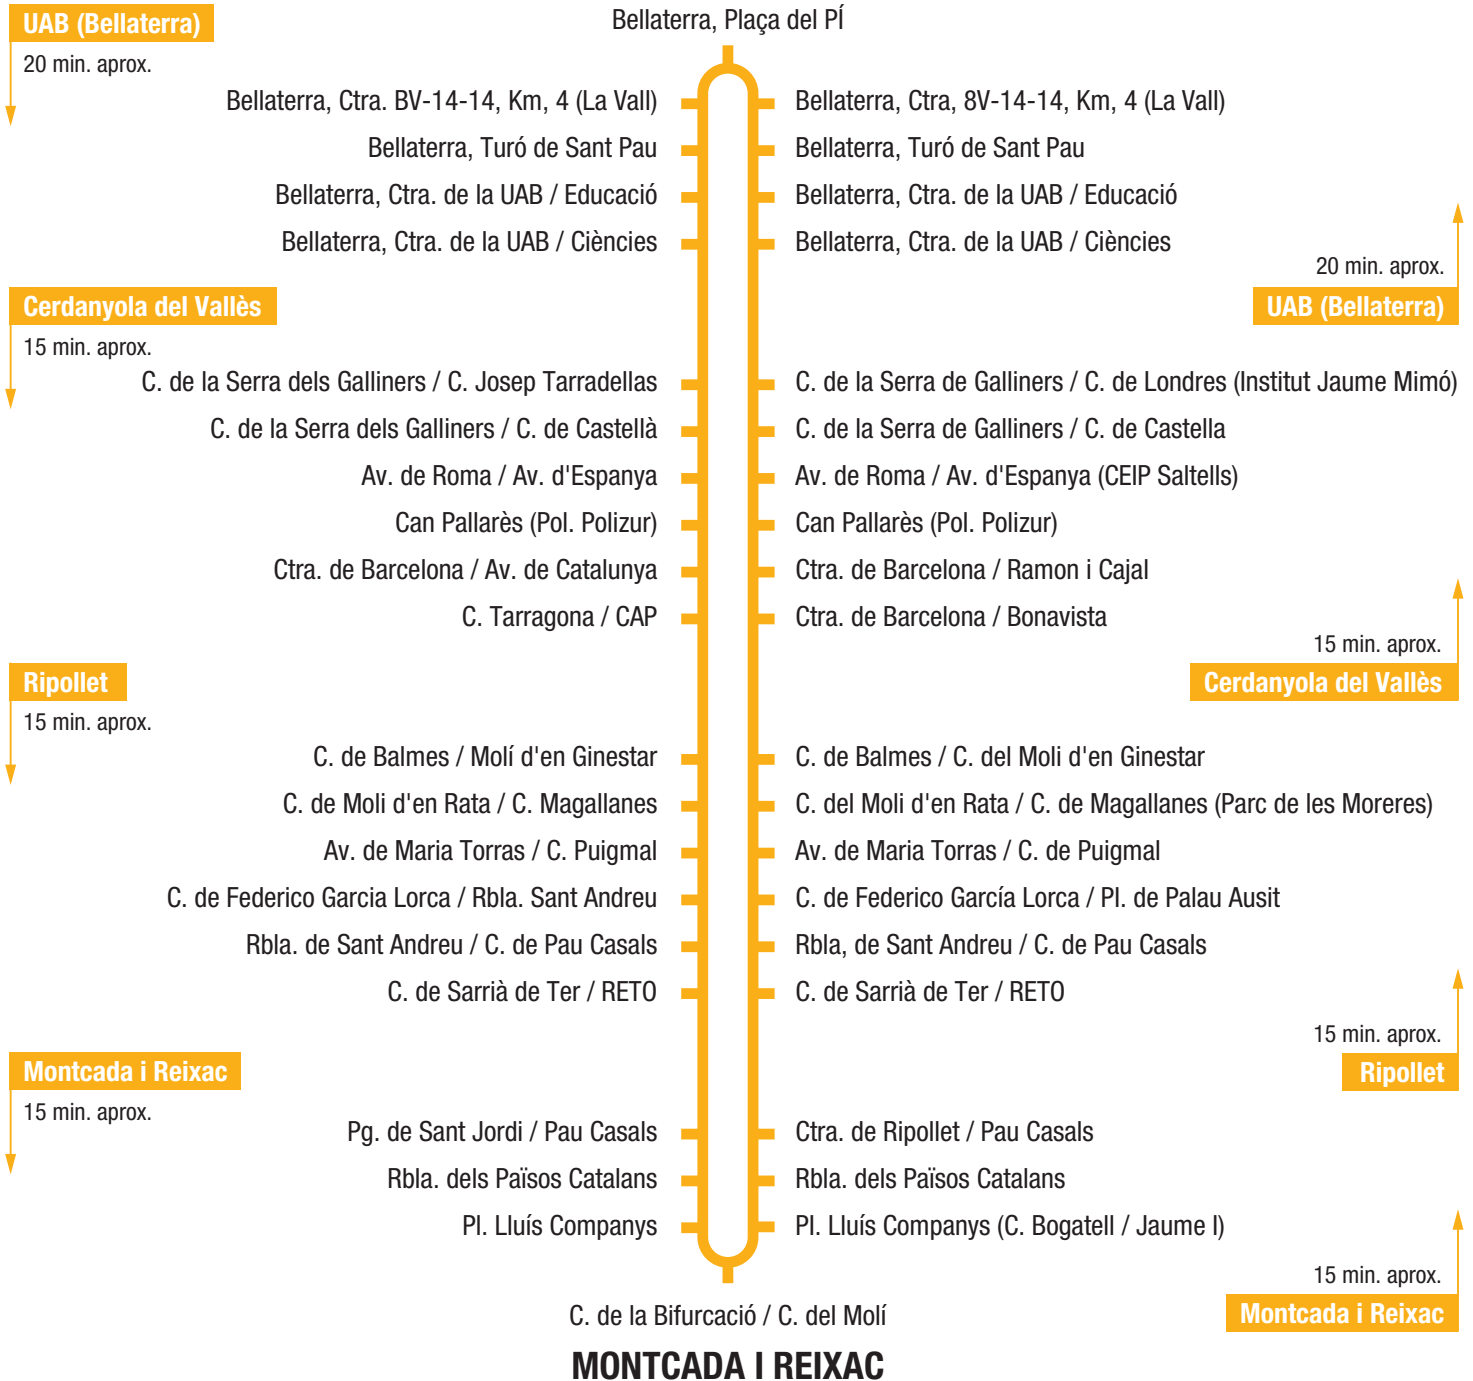 UAB (Bellaterra)
20 min. aprox.
Bellaterra, Plaça del PÍ
Bellaterra, Ctra. BV-14-14, Km, 4 (La Vall)
Bellaterra, Ctra, 8V-14-14, Km, 4 (La Vall)
Bellaterra, Turó de Sant Pau
Bellaterra, Turó de Sant Pau
Bellaterra, Ctra. de la UAB / Educació
Bellaterra, Ctra. de la UAB / Educació
Bellaterra, Ctra. de la UAB / Ciències
Bellaterra, Ctra. de la UAB / Ciències
20 min. aprox.
UAB (Bellaterra)
Cerdanyola del Vallès
15 min. aprox.
C. de la Serra dels Galliners / C. Josep Tarradellas
C. de la Serra de Galliners / C. de Londres (Institut Jaume Mimó)
C. de la Serra dels Galliners / C. de Castellà
C. de la Serra de Galliners / C. de Castella
Av. de Roma / Av. d'Espanya
Av. de Roma / Av. d'Espanya (CEIP Saltells)
Can Pallarès (Pol. Polizur)
Can Pallarès (Pol. Polizur)
Ctra. de Barcelona / Av. de Catalunya
Ctra. de Barcelona / Ramon i Cajal
C. Tarragona / CAP
Ctra. de Barcelona / Bonavista
15 min. aprox.
Cerdanyola del Vallès
Ripollet
15 min. aprox.
C. de Balmes / Molí d'en Ginestar
C. de Balmes / C. del Moli d'en Ginestar
C. de Moli d'en Rata / C. Magallanes
C. del Moli d'en Rata / C. de Magallanes (Parc de les Moreres)
Av. de Maria Torras / C. Puigmal
Av. de Maria Torras / C. de Puigmal
C. de Federico Garcia Lorca / Rbla. Sant Andreu
C. de Federico García Lorca / Pl. de Palau Ausit
Rbla. de Sant Andreu / C. de Pau Casals
Rbla, de Sant Andreu / C. de Pau Casals
C. de Sarrià de Ter / RETO
C. de Sarrià de Ter / RETO
15 min. aprox.
Ripollet
Montcada i Reixac
15 min. aprox.
Pg. de Sant Jordi / Pau Casals
Ctra. de Ripollet / Pau Casals
Rbla. dels Països Catalans
Rbla. dels Països Catalans
Pl. Lluís Companys
Pl. Lluís Companys (C. Bogatell / Jaume I)
15 min. aprox.
Montcada i Reixac
C. de la Bifurcació / C. del Molí
MONTCADA I REIXAC